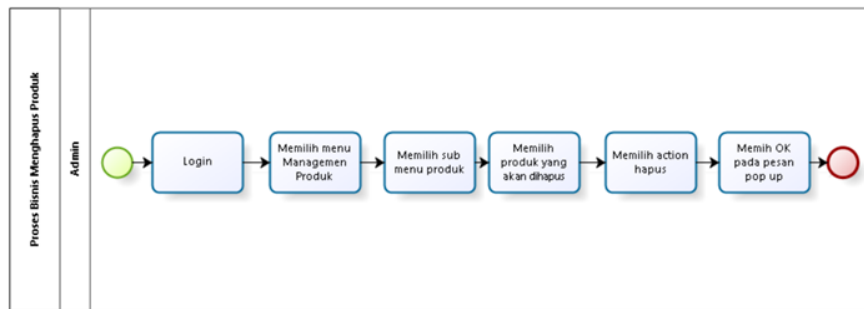 Proses Bisnis Menghapus Produk
Admin
Login
Memilih menu
Managemen
Produk
Memilih sub
menu produk
Memilih
produk yang
akan dihapus
Memilih action
hapus
Memih OK
pada pesan
pop up